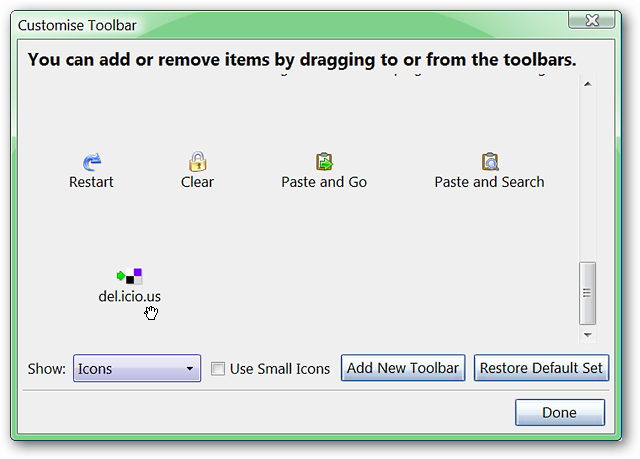 Customise Toolbar
You can add or remove items by dragging to or from the toolbars.
Restart Clear Paste and Go Paste and Search
del.icio.us
Show: Icons Use Small Icons Add New Toolbar Restore Default Set
Done